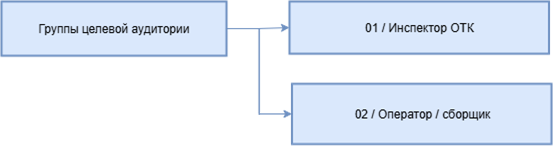 Группы целевой аудитории
01 / Инспектор ОТК
02 / Оператор / сборщик